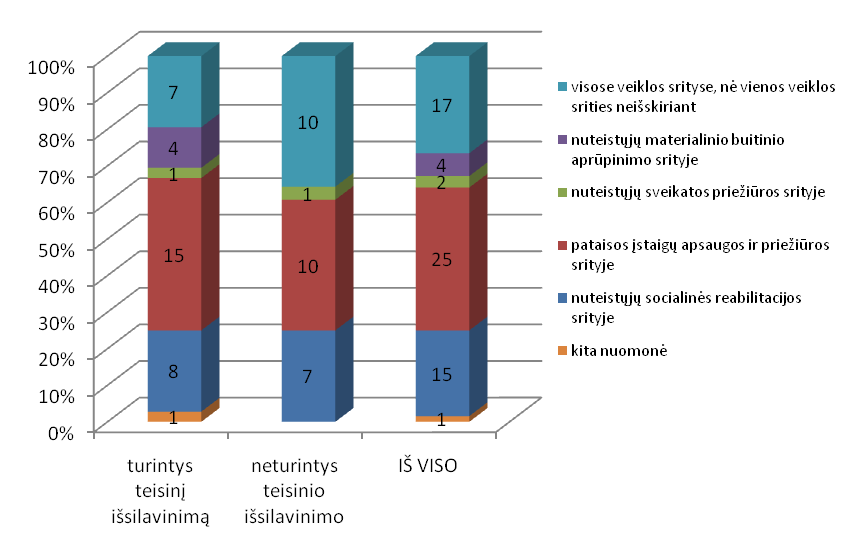 100%
90%
80%
70%
60%
50%
40%
30%
20%
10%
0%
7
4
1
15
8
1
10
1
10
7
17
4
2
25
15
1
turintys
teisinį
išsilavinimą
neturintys
teisinio
išsilavinimo
IŠ VISO
visose veiklos srityse, nė vienos veiklos
srities neišskiriant
nuteistųjų materialinio buitinio
aprūpinimo srityje
nuteistųjų sveikatos priežiūros srityje
pataisos įstaigų apsaugos ir priežiūros
srityje
nuteistųjų socialinės reabilitacijos
srityje
kita nuomonė